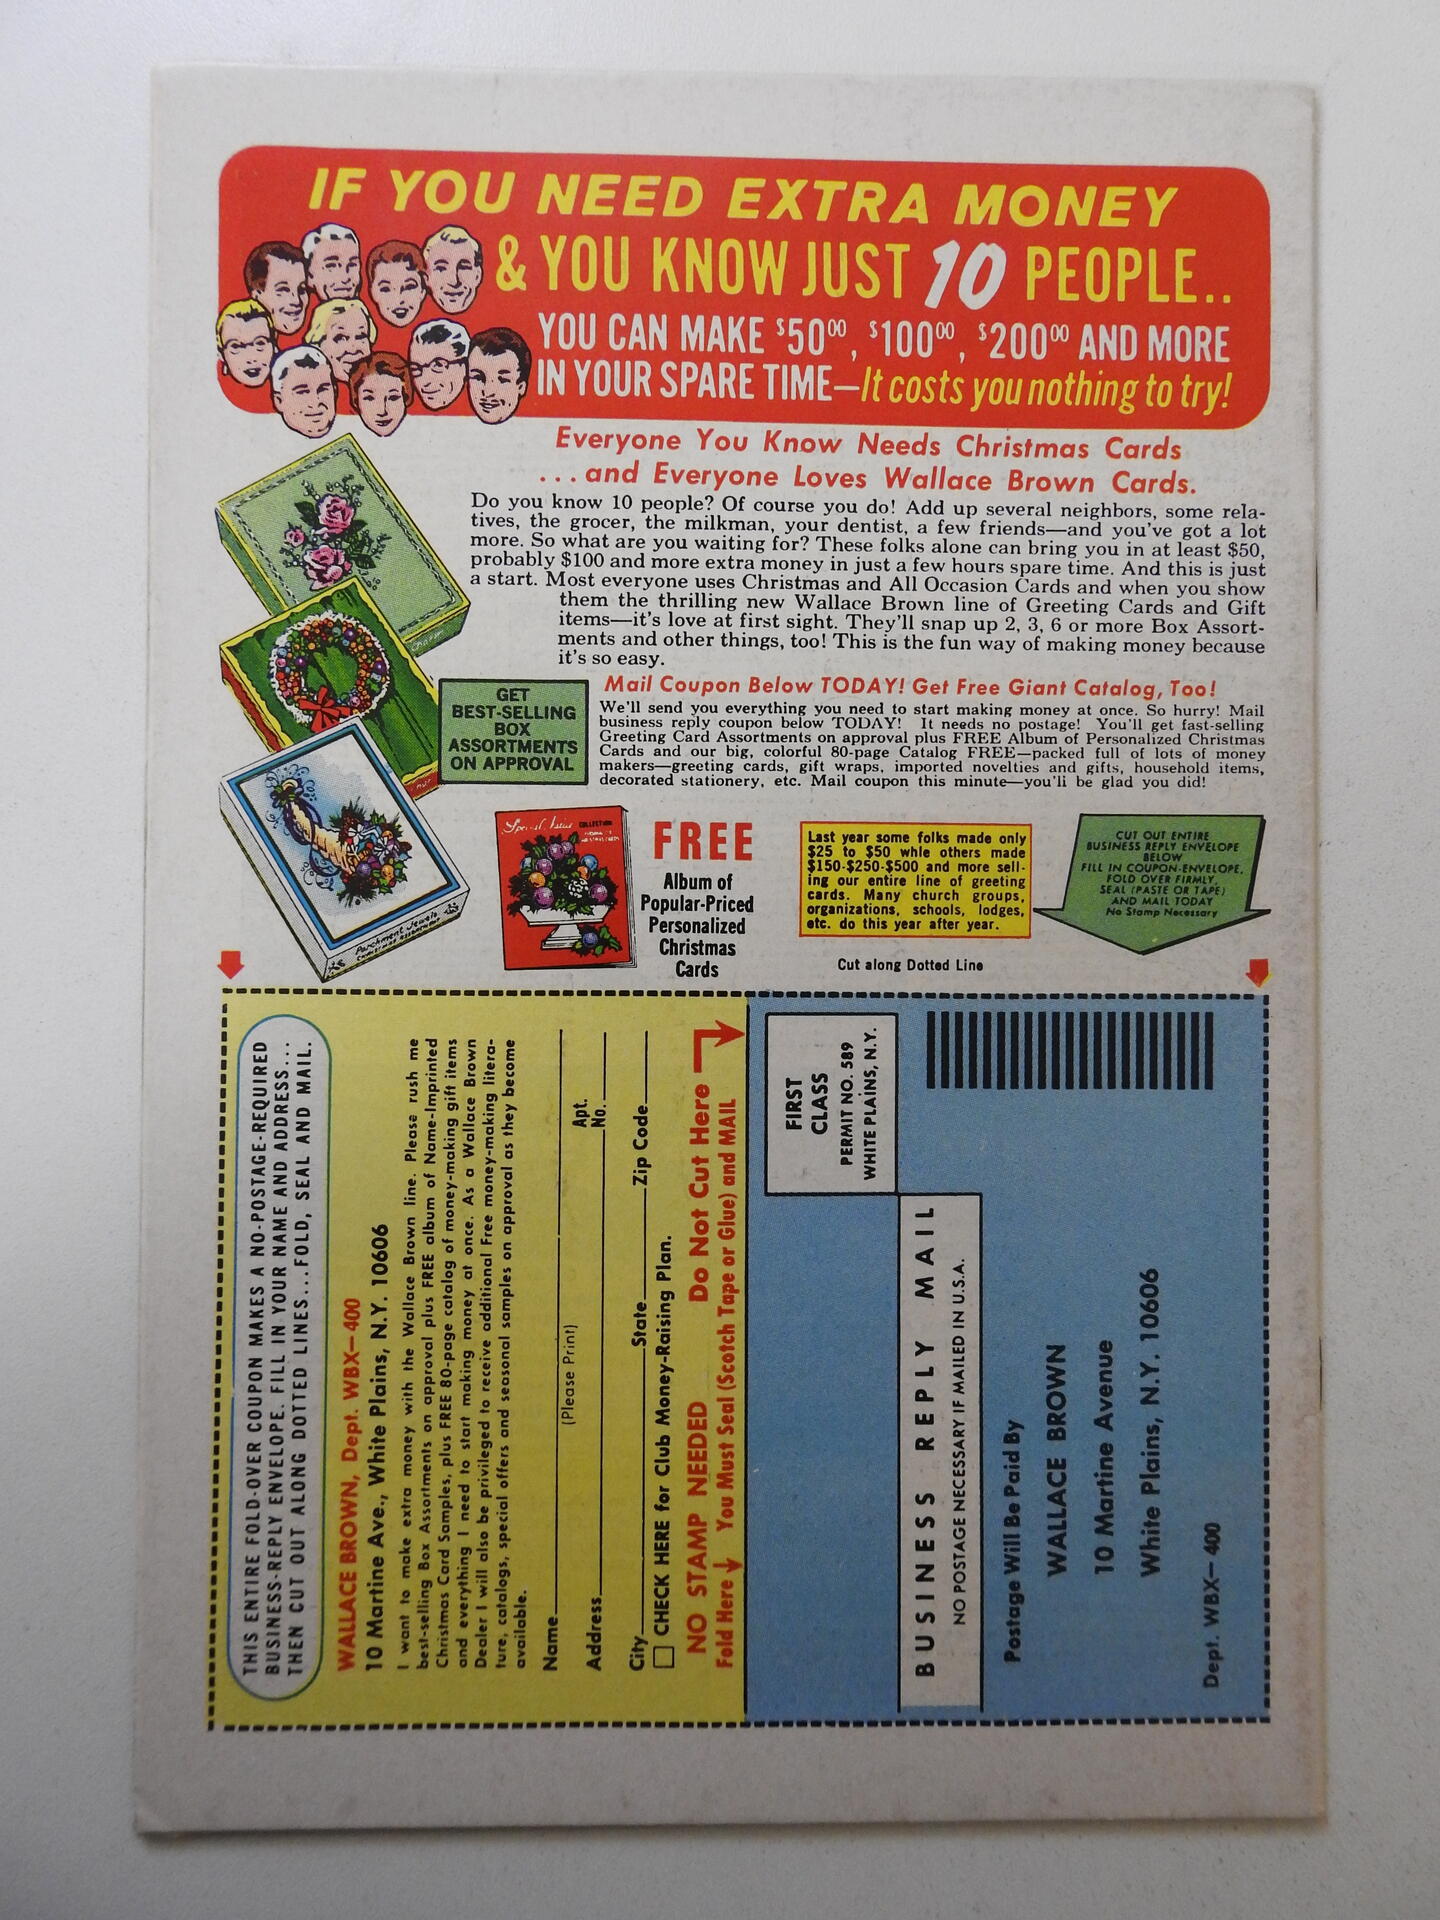 IF YOU NEED EXTRA MONEY
& YOU KNOW JUST 10 PEOPLE..
YOU CAN MAKE $50⁰⁰, $100⁰⁰, $200⁰⁰ AND MORE
IN YOUR SPARE TIME—It costs you nothing to try!
Everyone You Know Needs Christmas Cards
...and Everyone Loves Wallace Brown Cards.
Do you know 10 people? Of course you do! Add up several neighbors, some rela-
tives, the grocer, the milkman, your dentist, a few friends—and you've got a lot
more. So what are you waiting for? These folks alone can bring you in at least $50,
probably $100 and more extra money in just a few hours spare time. And this is just
a start. Most everyone uses Christmas and All Occasion Cards and when you show
them the thrilling new Wallace Brown line of Greeting Cards and Gift
items—it's love at first sight. They'll snap up 2, 3, 6 or more Box Assort-
ments and other things, too! This is the fun way of making money because
it's so easy.
GET
BEST-SELLING
BOX
ASSORTMENTS
ON APPROVAL
Mail Coupon Below TODAY! Get Free Giant Catalog, Too!
We'll send you everything you need to start making money at once. So hurry! Mail
business reply coupon below TODAY! It needs no postage! You'll get fast-selling
Greeting Card Assortments on approval plus FREE Album of Personalized Christmas
Cards and our big, colorful 80-page Catalog FREE—packed full of lots of money
makers—greeting cards, gift wraps, imported novelties and gifts, household items,
decorated stationery, etc. Mail coupon this minute—you'll be glad you did!
Parchment Jewels
COLLECTION
FREE
Album of
Popular-Priced
Personalized
Christmas
Cards
Last year some folks made only
$25 to $50 whle others made
$150-$250-$500 and more sell-
ing our entire line of greeting
cards. Many church groups,
organizations, schools, lodges,
etc. do this year after year.
Cut along Dotted Line
CUT OUT ENTIRE
BUSINESS REPLY ENVELOPE
BELOW
FILL IN COUPON-ENVELOPE,
FOLD OVER FIRMLY,
SEAL (PASTE OR TAPE)
AND MAIL TODAY
No Stamp Necessary
THIS ENTIRE FOLD-OVER COUPON MAKES A NO-POSTAGE-REQUIRED
BUSINESS-REPLY ENVELOPE. FILL IN YOUR NAME AND ADDRESS...
THEN CUT OUT ALONG DOTTED LINES...FOLD, SEAL AND MAIL.
WALLACE BROWN, Dept. WBX—400
10 Martine Ave., White Plains, N.Y. 10606
I want to make extra money with the Wallace Brown line. Please rush me
best-selling Box Assortments on approval plus FREE album of Name-Imprinted
Christmas Card Samples, plus FREE 80-page catalog of money-making gift items
and everything I need to start making money at once. As a Wallace Brown
Dealer I will also be privileged to receive additional Free money-making litera-
ture, catalogs, special offers and seasonal samples on approval as they become
available.
Name
(Please Print)
Apt.
Address No.
City State Zip Code
CHECK HERE for Club Money-Raising Plan.
NO STAMP NEEDED Do Not Cut Here
Fold Here You Must Seal (Scotch Tape or Glue) and MAIL
FIRST
CLASS
PERMIT NO. 589
WHITE PLAINS, N.Y.
BUSINESS REPLY MAIL
NO POSTAGE NECESSARY IF MAILED IN U.S.A.
Postage Will Be Paid By
WALLACE BROWN
10 Martine Avenue
White Plains, N.Y. 10606
Dept. WBX—400